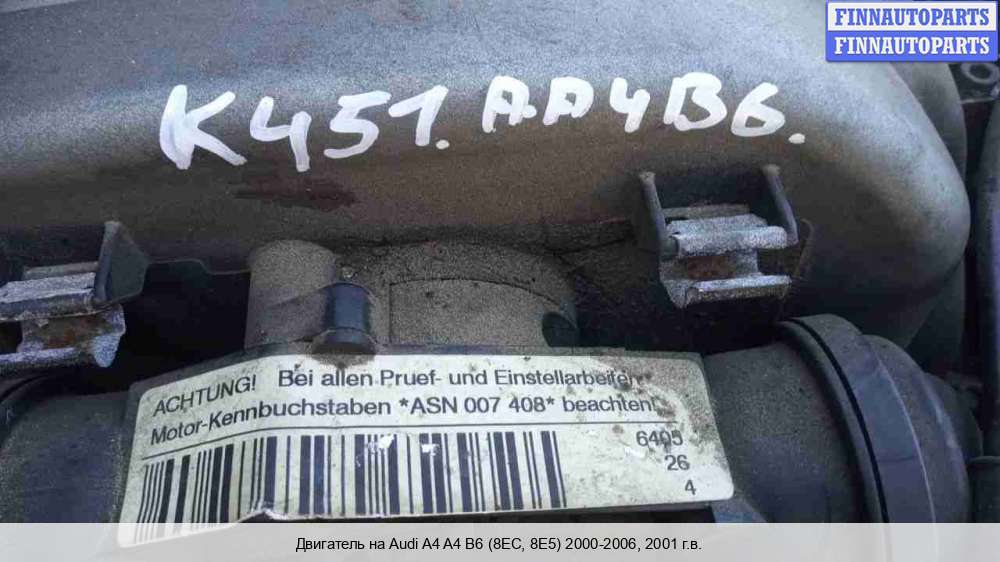 FINNAUTOPARTS
FINNAUTOPARTS
K451. AA4B6.
ACHTUNG! Bei allen Pruef- und Einstellarbeiten
Motor-Kennbuchstaben *ASN 007 408* beachten!
6405
26
4
Двигатель на Audi A4 A4 B6 (8EC, 8E5) 2000-2006, 2001 г.в.